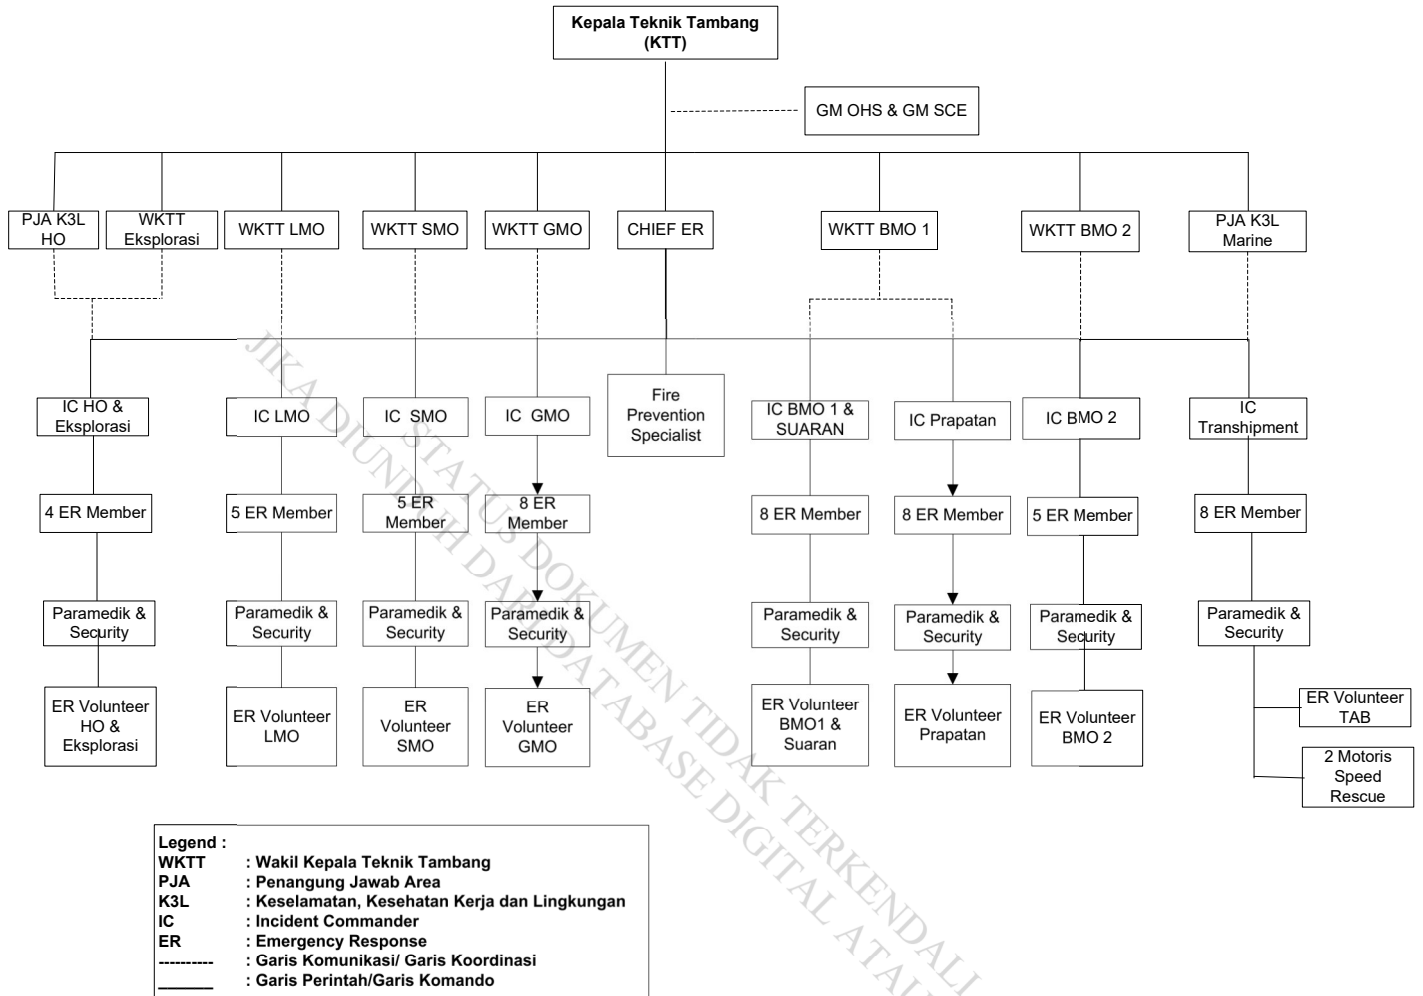 Kepala Teknik Tambang
(KTT)
GM OHS & GM SCE
PJA K3L
HO
WKTT
Eksplorasi
WKTT LMO
WKTT SMO
WKTT GMO
CHIEF ER
WKTT BMO 1
WKTT BMO 2
PJA K3L
Marine
IC HO &
Eksplorasi
IC LMO
IC SMO
IC GMO
Fire
Prevention
Specialist
IC BMO 1 &
SUARAN
IC Prapatan
IC BMO 2
IC
Transhipment
4 ER Member
5 ER Member
5 ER
Member
8 ER
Member
8 ER Member
8 ER Member
5 ER Member
8 ER Member
Paramedik &
Security
Paramedik &
Security
Paramedik &
Security
Paramedik &
Security
Paramedik &
Security
Paramedik &
Security
Paramedik &
Security
Paramedik &
Security
ER Volunteer
HO &
Eksplorasi
ER Volunteer
LMO
ER
Volunteer
SMO
ER
Volunteer
GMO
ER Volunteer
BMO1 &
Suaran
ER Volunteer
Prapatan
ER Volunteer
BMO 2
ER Volunteer
TAB
2 Motoris
Speed
Rescue
Legend :
WKTT : Wakil Kepala Teknik Tambang
PJA : Penangung Jawab Area
K3L : Keselamatan, Kesehatan Kerja dan Lingkungan
IC : Incident Commander
ER : Emergency Response
---------- : Garis Komunikasi/ Garis Koordinasi
_______ : Garis Perintah/Garis Komando
STATUS DOKUMEN TIDAK TERKENDALI
JIKA DIUNDUH DARI DATABASE DIGITAL ATAU